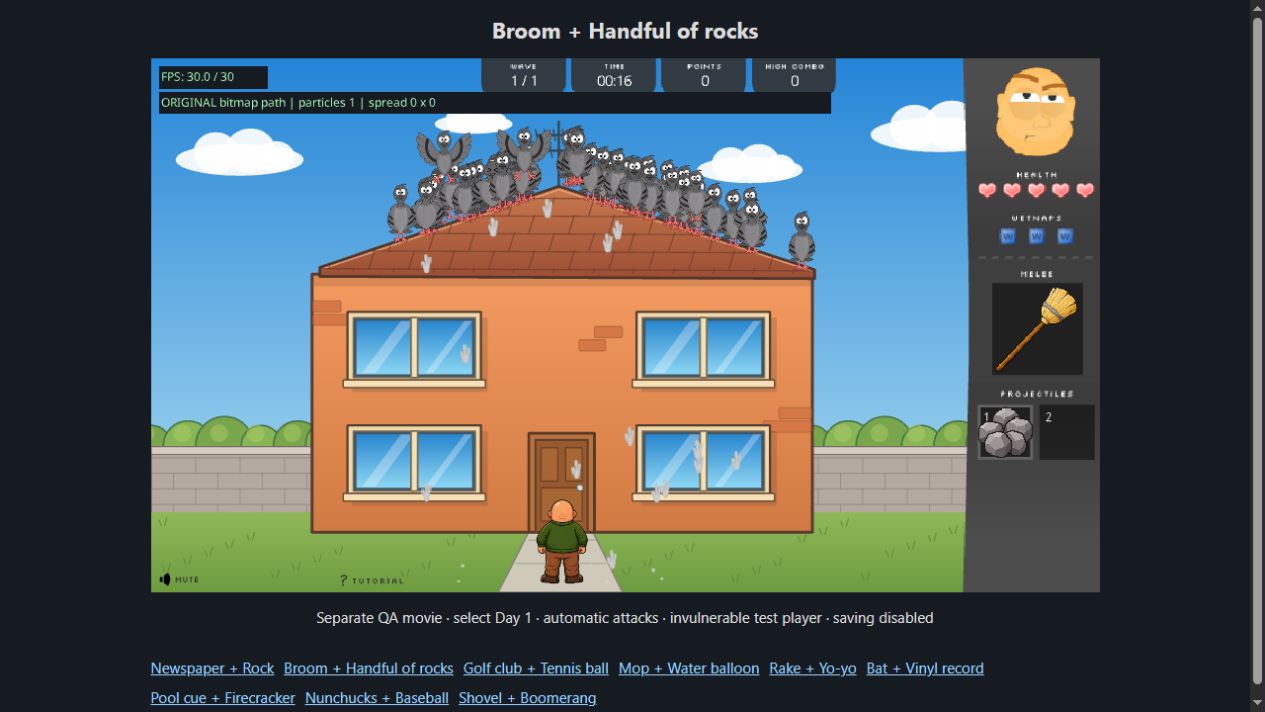 Broom + Handful of rocks
FPS: 30.0 / 30
WAVE
1 / 1
TIME
00:16
POINTS
0
HIGH COMBO
0
ORIGINAL bitmap path | particles 1 | spread 0 x 0
HEALTH
WETNAPS
W W W
MELEE
PROJECTILES
1 2
MUTE
? TUTORIAL
Separate QA movie · select Day 1 · automatic attacks · invulnerable test player · saving disabled
Newspaper + Rock Broom + Handful of rocks Golf club + Tennis ball Mop + Water balloon Rake + Yo-yo Bat + Vinyl record
Pool cue + Firecracker Nunchucks + Baseball Shovel + Boomerang